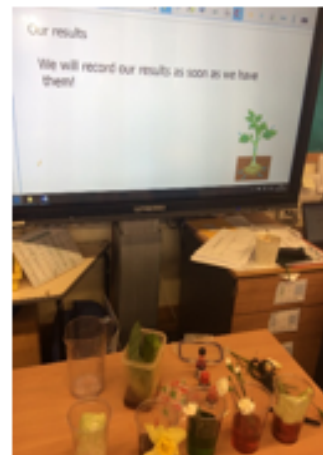 Our results
We will record our results as soon as we have
them!